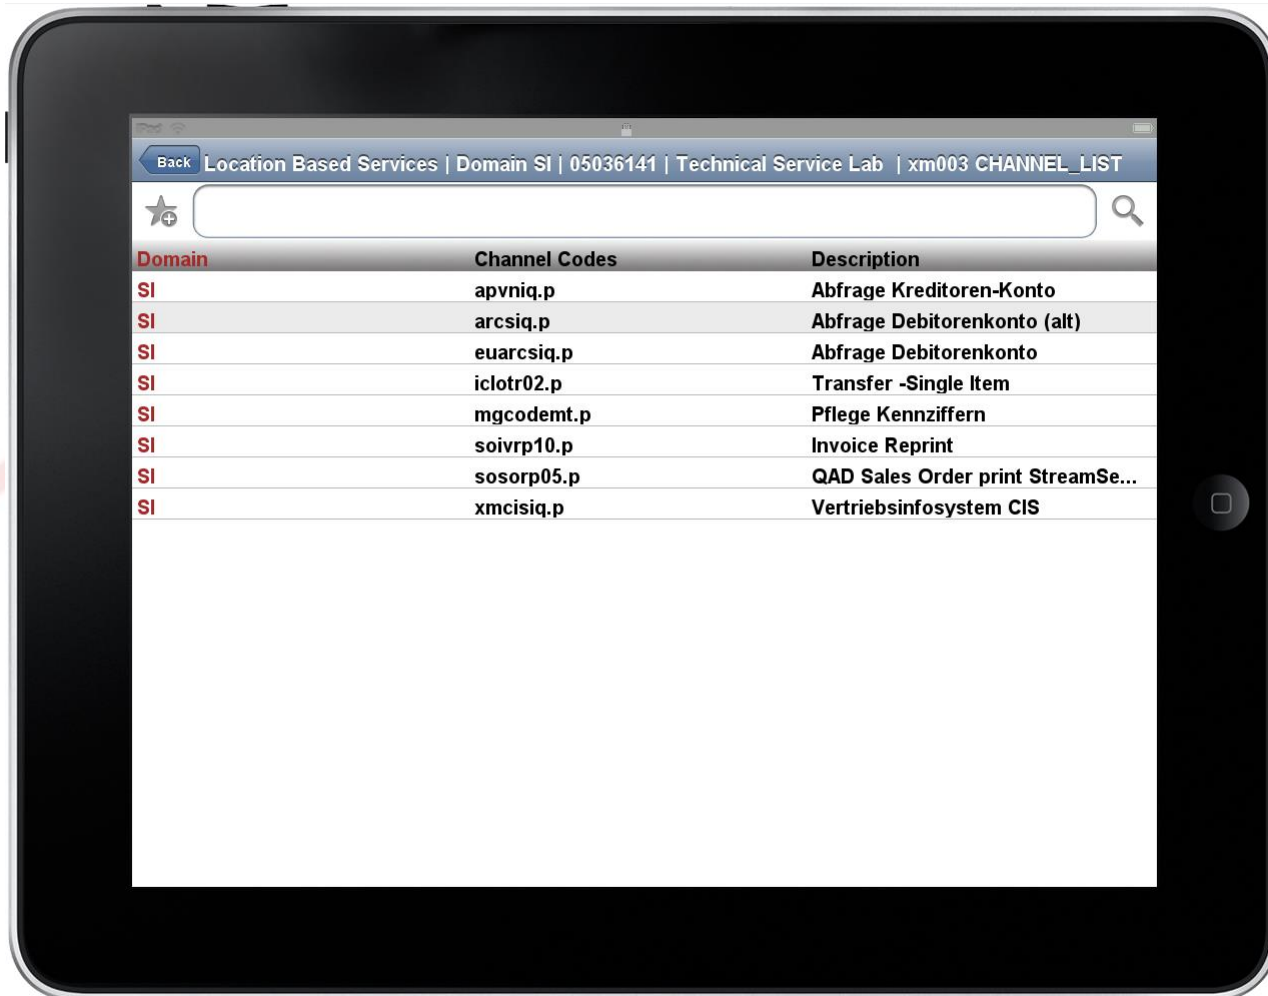 iPad
Back Location Based Services | Domain SI | 05036141 | Technical Service Lab | xm003 CHANNEL_LIST
Domain Channel Codes Description
SI apvniq.p Abfrage Kreditoren-Konto
SI arcsiq.p Abfrage Debitorenkonto (alt)
SI euarcsiq.p Abfrage Debitorenkonto
SI iclotr02.p Transfer -Single Item
SI mgcodemt.p Pflege Kennziffern
SI soivrp10.p Invoice Reprint
SI sosorp05.p QAD Sales Order print StreamSe...
SI xmcisiq.p Vertriebsinfosystem CIS